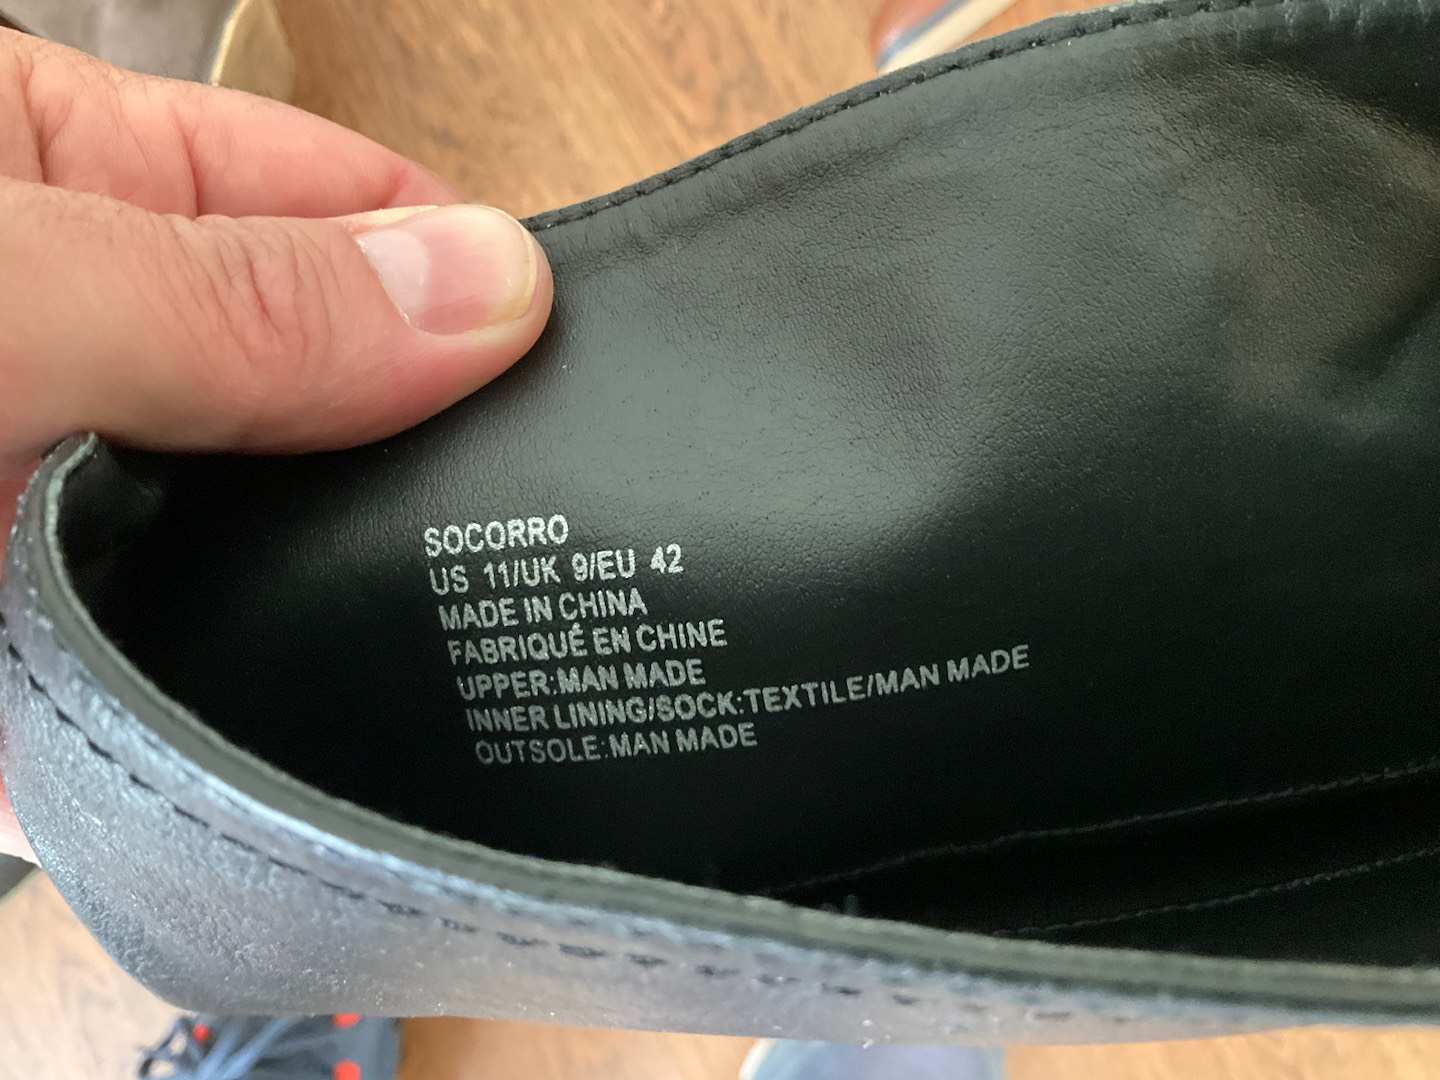 SOCORRO
US 11/UK 9/EU 42
MADE IN CHINA
FABRIQUÉ EN CHINE
UPPER:MAN MADE
INNER LINING/SOCK:TEXTILE/MAN MADE
OUTSOLE:MAN MADE